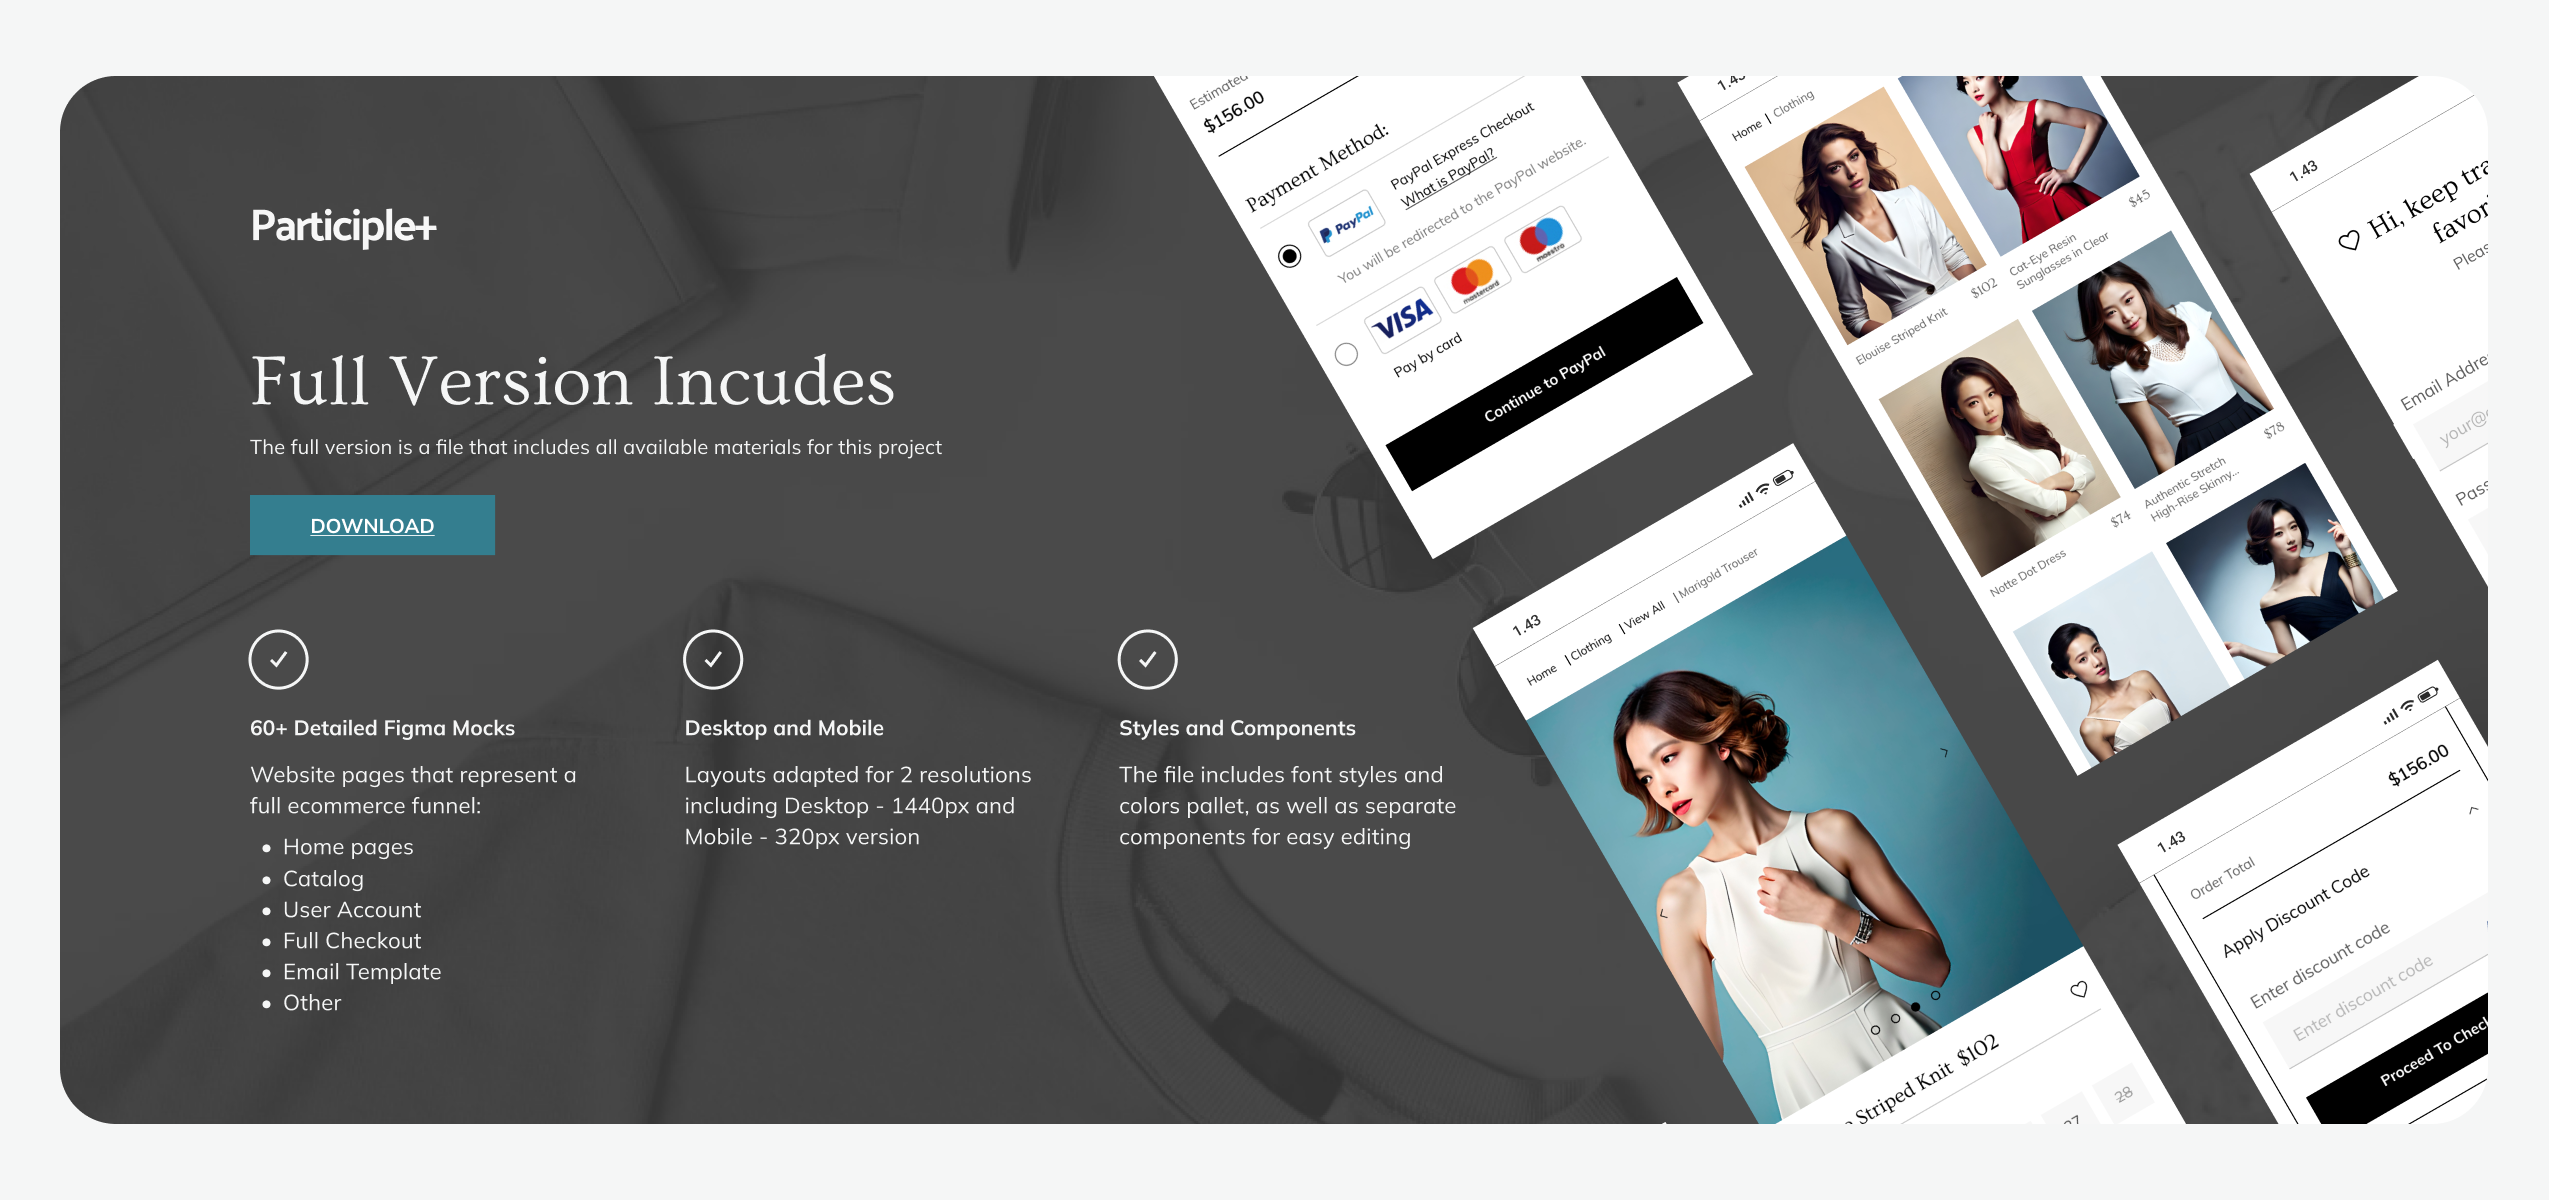 Participle+
Full Version Incudes
The full version is a file that includes all available materials for this project
DOWNLOAD
60+ Detailed Figma Mocks
Website pages that represent a
full ecommerce funnel:
• Home pages
• Catalog
• User Account
• Full Checkout
• Email Template
• Other
Desktop and Mobile
Layouts adapted for 2 resolutions
including Desktop - 1440px and
Mobile - 320px version
Styles and Components
The file includes font styles and
colors pallet, as well as separate
components for easy editing
Estimated
$156.00
Payment Method:
PayPal
PayPal Express Checkout
What is PayPal?
You will be redirected to the PayPal website.
VISA
mastercard
maestro
Pay by card
Continue to PayPal
1.43
Home | Clothing | View All | Marigold Trouser
Striped Knit $102
27
28
1.43
Home | Clothing
Elouise Striped Knit
$102
Cat-Eye Resin
Sunglasses in Clear
$45
Notte Dot Dress
$74
Authentic Stretch
High-Rise Skinny...
$78
1.43
Hi, keep tra
favor
Pleas
Email Addre
your@
Pass
1.43
Order Total
$156.00
Apply Discount Code
Enter discount code
Enter discount code
Proceed To Check